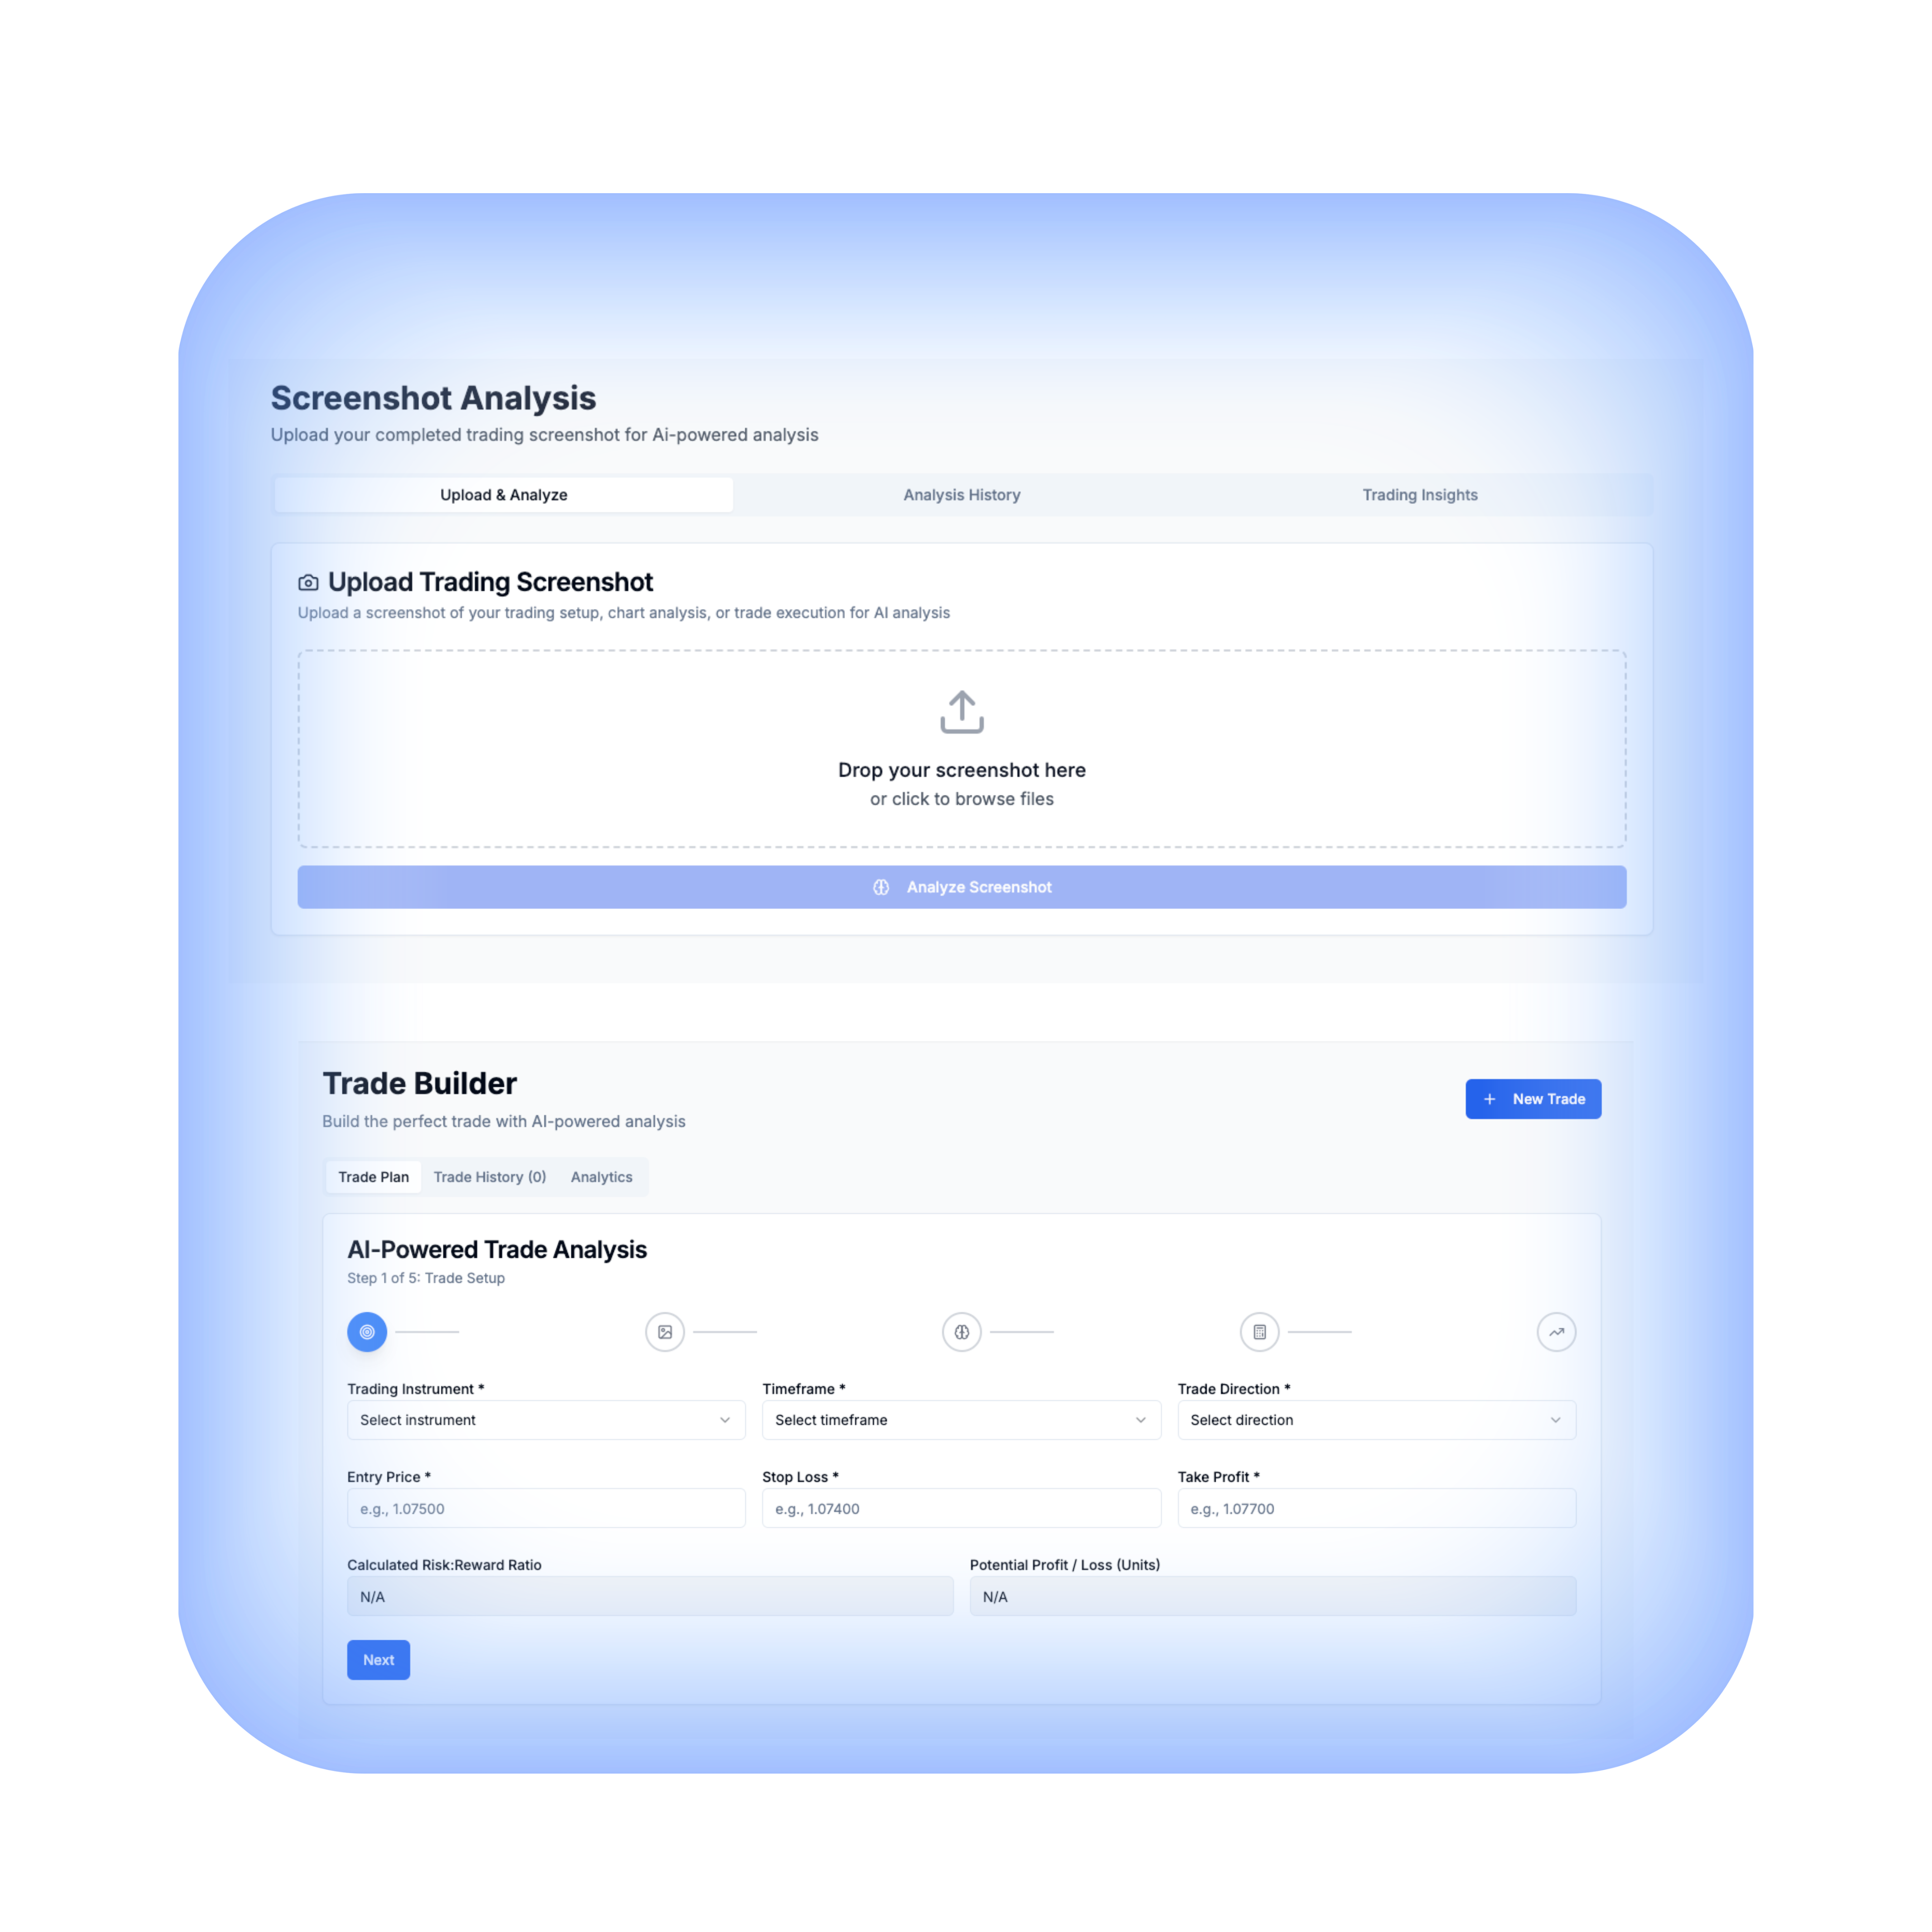 Screenshot Analysis
Upload your completed trading screenshot for Ai-powered analysis
Upload & Analyze
Analysis History
Trading Insights
Upload Trading Screenshot
Upload a screenshot of your trading setup, chart analysis, or trade execution for AI analysis
Drop your screenshot here
or click to browse files
Analyze Screenshot
Trade Builder
Build the perfect trade with AI-powered analysis
New Trade
Trade Plan
Trade History (0)
Analytics
AI-Powered Trade Analysis
Step 1 of 5: Trade Setup
Trading Instrument *
Timeframe *
Trade Direction *
Select instrument
Select timeframe
Select direction
Entry Price *
Stop Loss *
Take Profit *
e.g., 1.07500
e.g., 1.07400
e.g., 1.07700
Calculated Risk:Reward Ratio
Potential Profit / Loss (Units)
N/A
N/A
Next